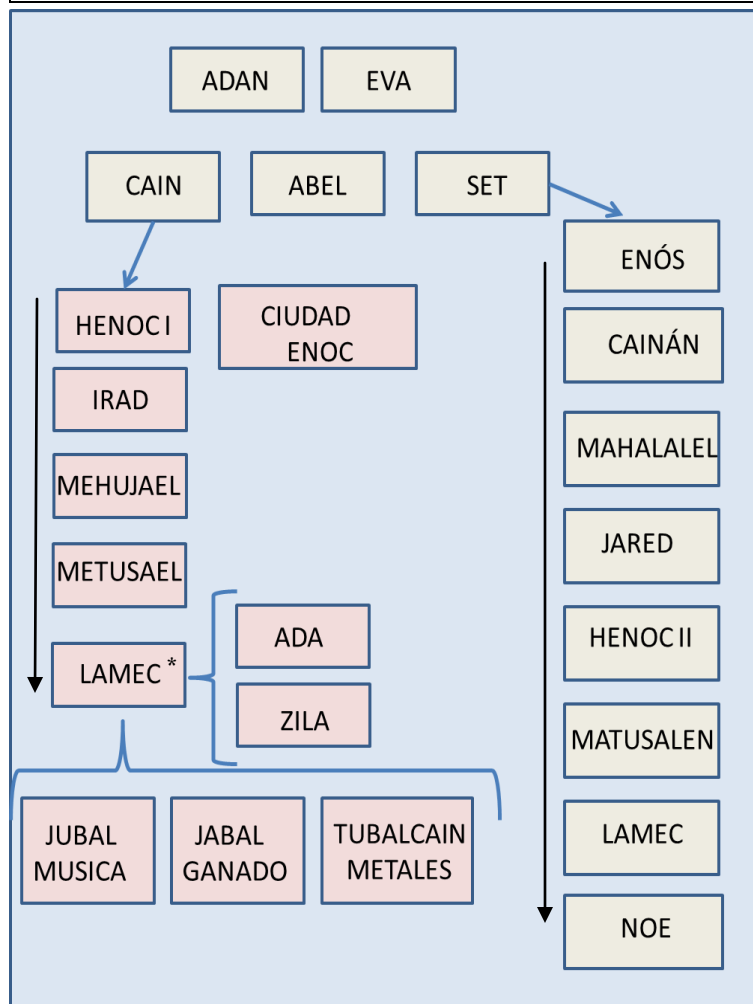 ADAN
EVA
CAIN
ABEL
SET
HENOC I
CIUDAD
ENOC
IRAD
MEHUJAEL
METUSAEL
LAMEC *
ADA
ZILA
JUBAL
MUSICA
JABAL
GANADO
TUBALCAIN
METALES
ENÓS
CAINÁN
MAHALALEL
JARED
HENOC II
MATUSALEN
LAMEC
NOE